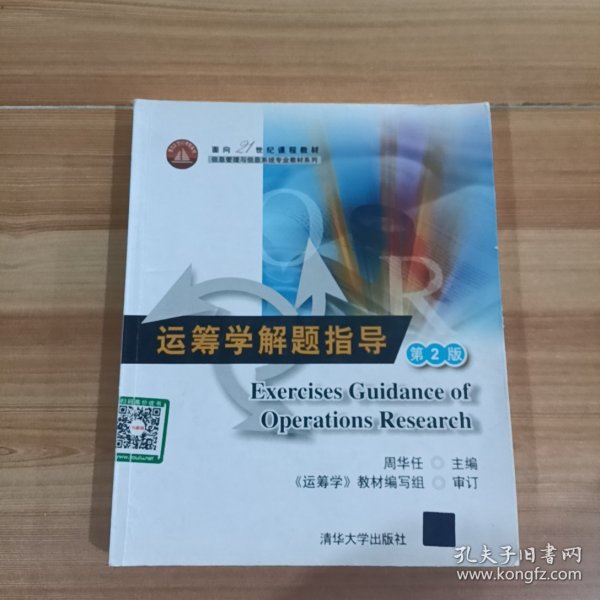 面向21世纪课程教材
信息管理与信息系统专业教材系列
O
R
运筹学解题指导
第2版
Exercises Guidance of
Operations Research
周华任 主编
《运筹学》教材编写组 审订
清华大学出版社
孔夫子旧书网
www.kongfz.com